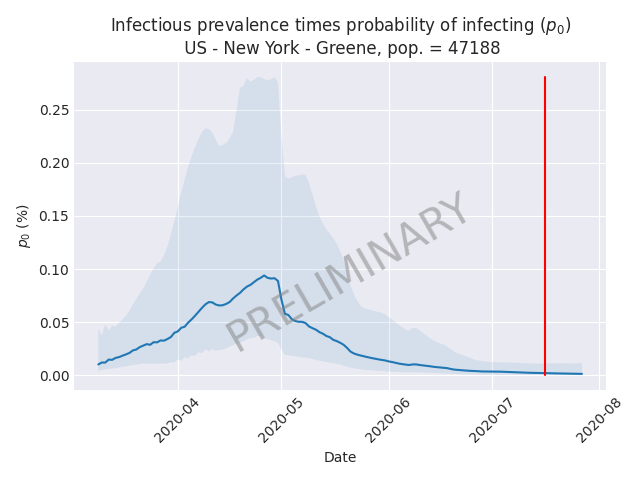 Infectious prevalence times probability of infecting (p₀)
US - New York - Greene, pop. = 47188
0.25
0.20
0.15
0.10
0.05
0.00
p₀ (%)
PRELIMINARY
2020-04
2020-05
2020-06
2020-07
2020-08
Date